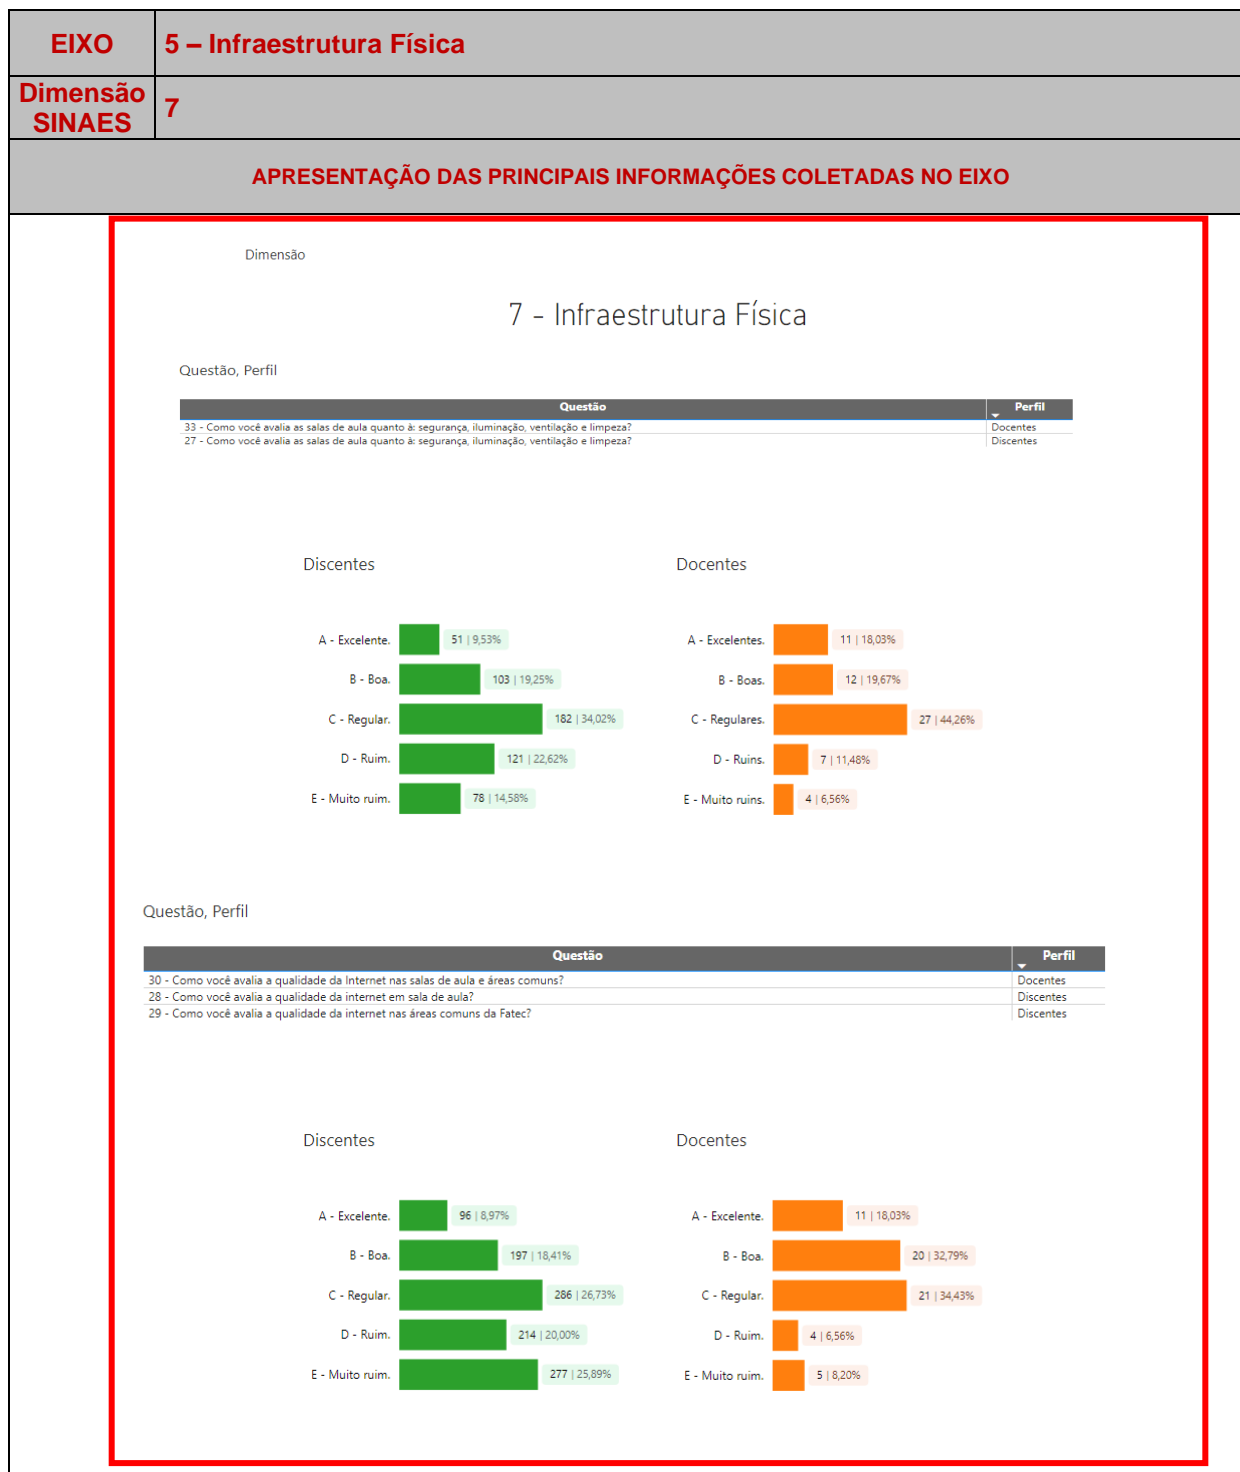 EIXO 5 – Infraestrutura Física
Dimensão SINAES 7
APRESENTAÇÃO DAS PRINCIPAIS INFORMAÇÕES COLETADAS NO EIXO
Dimensão
7 - Infraestrutura Física
Questão, Perfil
Questão Perfil
33 - Como você avalia as salas de aula quanto à: segurança, iluminação, ventilação e limpeza? Docentes
27 - Como você avalia as salas de aula quanto à: segurança, iluminação, ventilação e limpeza? Discentes
Discentes
A - Excelente. 51 | 9,53%
B - Boa. 103 | 19,25%
C - Regular. 182 | 34,02%
D - Ruim. 121 | 22,62%
E - Muito ruim. 78 | 14,58%
Docentes
A - Excelentes. 11 | 18,03%
B - Boas. 12 | 19,67%
C - Regulares. 27 | 44,26%
D - Ruins. 7 | 11,48%
E - Muito ruins. 4 | 6,56%
Questão, Perfil
Questão Perfil
30 - Como você avalia a qualidade da Internet nas salas de aula e áreas comuns? Docentes
28 - Como você avalia a qualidade da internet em sala de aula? Discentes
29 - Como você avalia a qualidade da internet nas áreas comuns da Fatec? Discentes
Discentes
A - Excelente. 96 | 8,97%
B - Boa. 197 | 18,41%
C - Regular. 286 | 26,73%
D - Ruim. 214 | 20,00%
E - Muito ruim. 277 | 25,89%
Docentes
A - Excelente. 11 | 18,03%
B - Boa. 20 | 32,79%
C - Regular. 21 | 34,43%
D - Ruim. 4 | 6,56%
E - Muito ruim. 5 | 8,20%